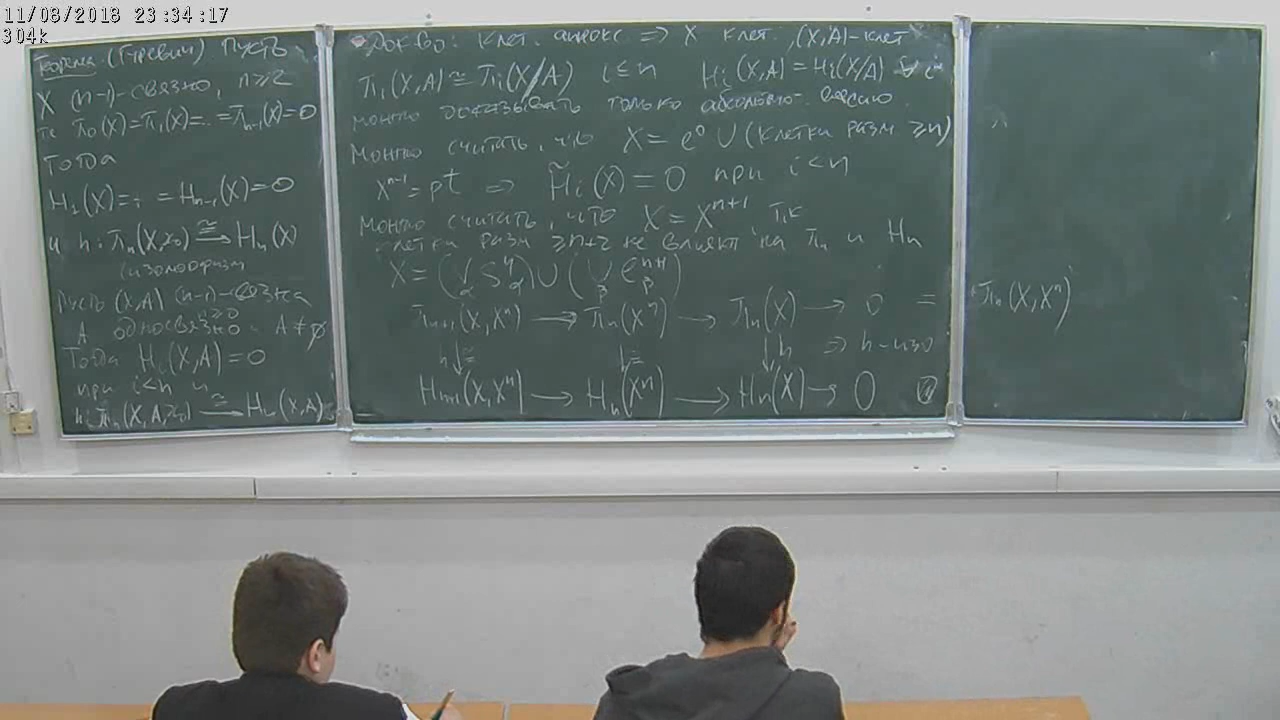 11/08/2018 23:34:17
304k
Теорема (Гуревич) Пусть
X (n-1)-связно, n≥2
те π₀(X)=π₁(X)=..=πₙ₋₁(X)=0
Тогда
H₁(X)=..=Hₙ₋₁(X)=0
и h: πₙ(X,x₀) ≅→ Hₙ(X)
(изоморфизм
Пусть (X,A) (n-1)-связна
A односвязно A≠∅
Тогда Hᵢ(X,A)=0
при i<n и
h: πₙ(X,A,x₀) ≅→ Hₙ(X,A)
Док-во: клет. аппрокс ⇒ X клет, (X,A)-клет
πᵢ(X,A)≅πᵢ(X/A) i≤n Hᵢ(X,A)=Hᵢ(X/A) ∀i
можно доказывать только абсолютн. версию.
Можно считать, что X=e⁰∪(клетки разм ≥n)
Xⁿ⁻¹=pt ⇒ H̃ᵢ(X)=0 при i<n
Можно считать, что X=Xⁿ⁺¹ т.к
клетки разм ≥n+2 не влияют на πₙ и Hₙ
X=(∨_α Sⁿ_α)∪(∪_β eⁿ⁺¹_β)
πₙ₊₁(X,Xⁿ) → πₙ(Xⁿ) → πₙ(X) → 0 = πₙ(X,Xⁿ)
h↓≅ ↓≅ ↓h ⇒ h-изо
Hₙ₊₁(X,Xⁿ) → Hₙ(Xⁿ) → Hₙ(X) → 0